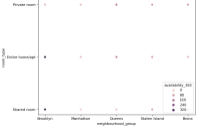 Private room
Entire home/apt
Shared room
room_type
Brooklyn Manhattan Queens Staten Island Bronx
neighbourhood_group
availability_365
0
80
160
240
320